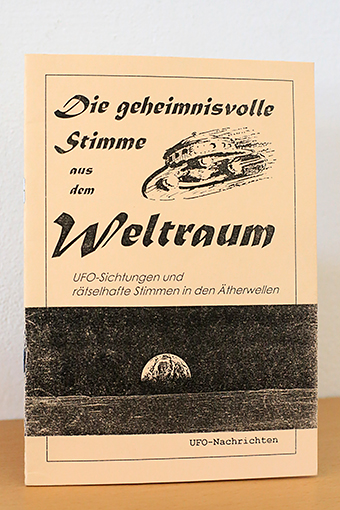 Die geheimnisvolle
Stimme
aus
dem
Weltraum
UFO-Sichtungen und
rätselhafte Stimmen in den Ätherwellen
UFO-Nachrichten